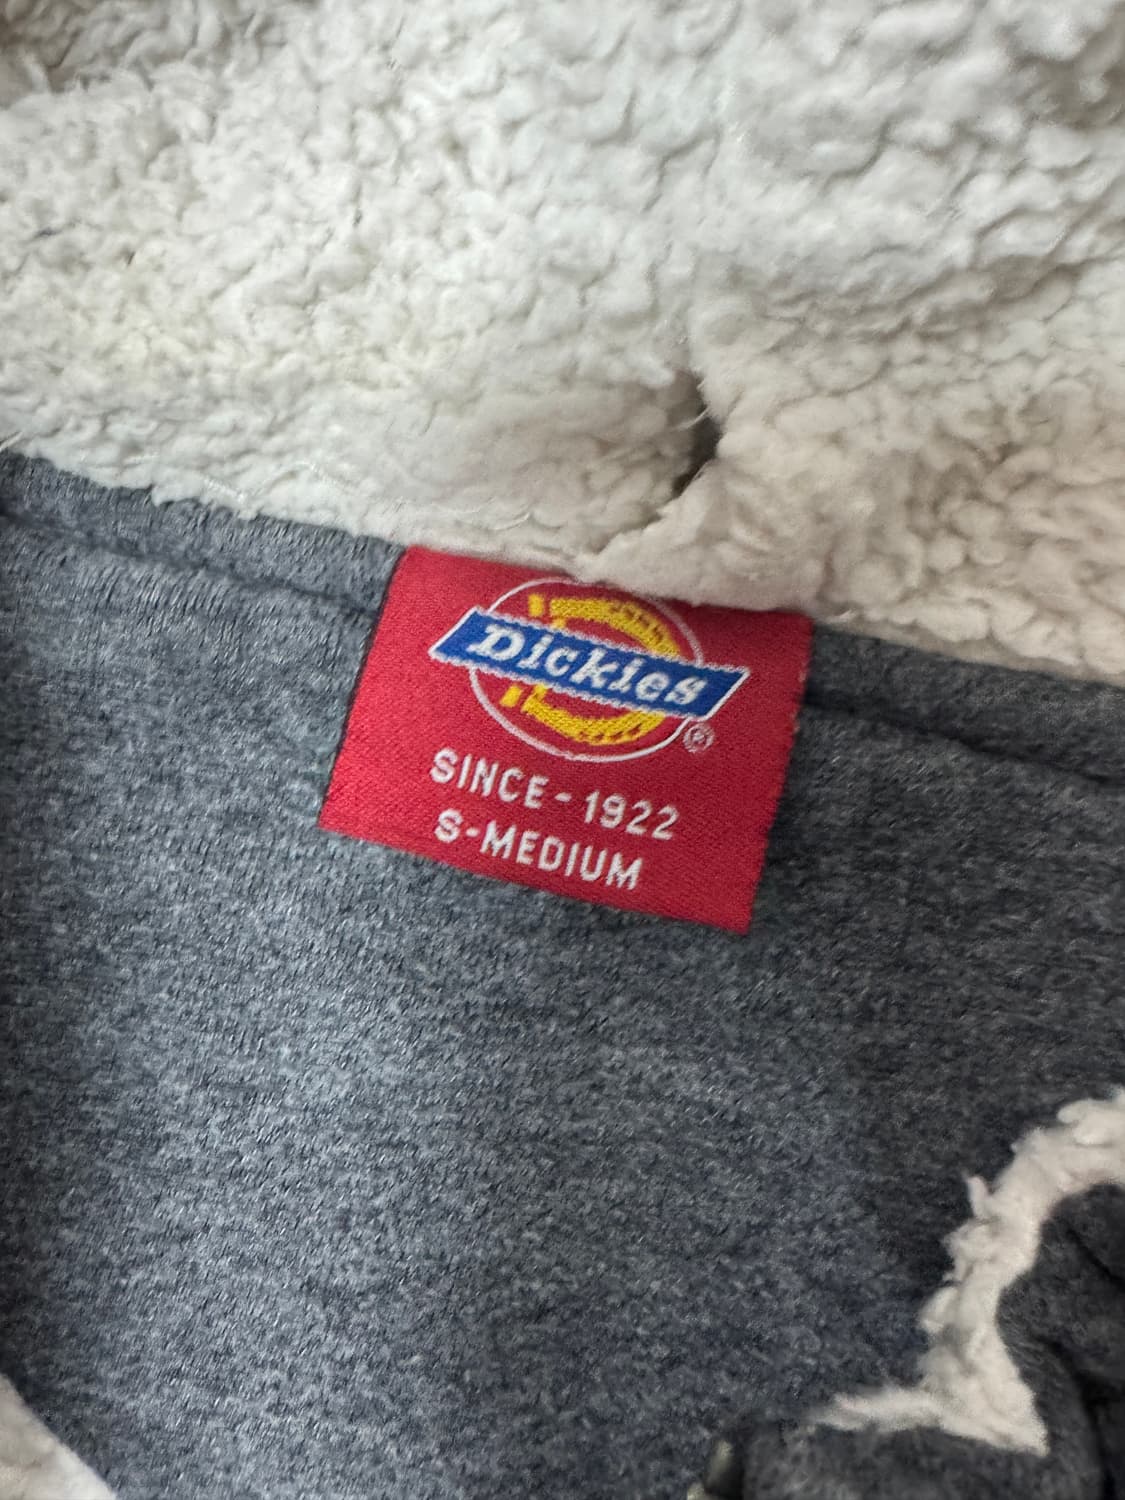 Dickies
®
SINCE - 1922
S-MEDIUM